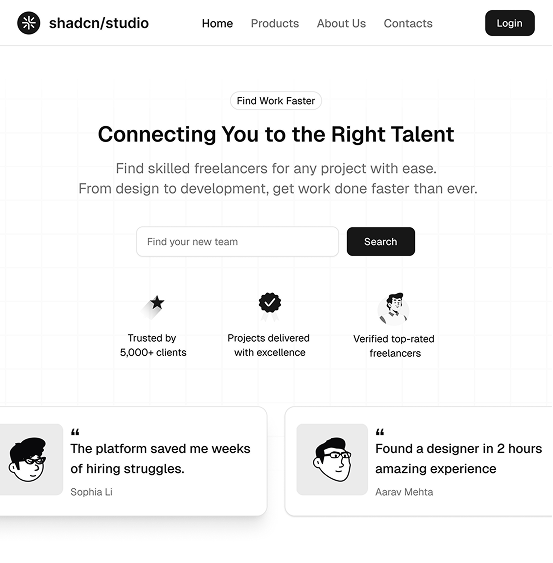 shadcn/studio
Home Products About Us Contacts
Login
Find Work Faster
Connecting You to the Right Talent
Find skilled freelancers for any project with ease.
From design to development, get work done faster than ever.
Find your new team
Search
Trusted by
5,000+ clients
Projects delivered
with excellence
Verified top-rated
freelancers
“
The platform saved me weeks
of hiring struggles.
Sophia Li
“
Found a designer in 2 hours
amazing experience
Aarav Mehta